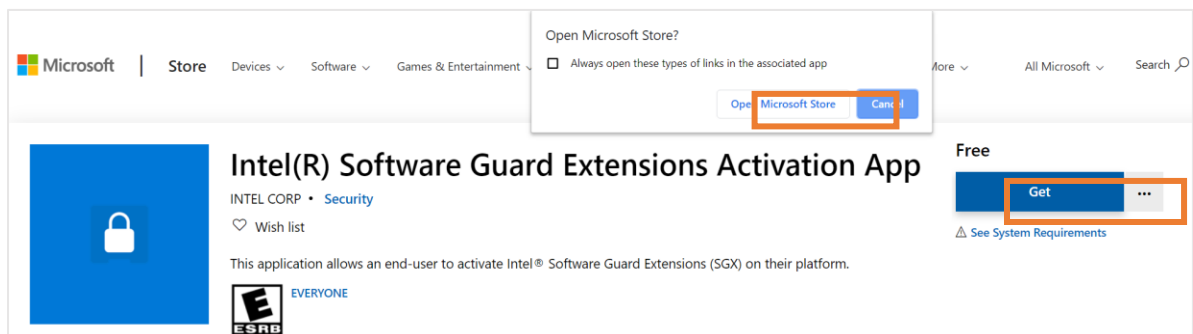 Open Microsoft Store?
Always open these types of links in the associated app
Open Microsoft Store Cancel
Microsoft | Store Devices Software Games & Entertainment More All Microsoft Search
Intel(R) Software Guard Extensions Activation App
INTEL CORP • Security
Wish list
This application allows an end-user to activate Intel® Software Guard Extensions (SGX) on their platform.
E EVERYONE
ESRB
Free
Get ...
See System Requirements